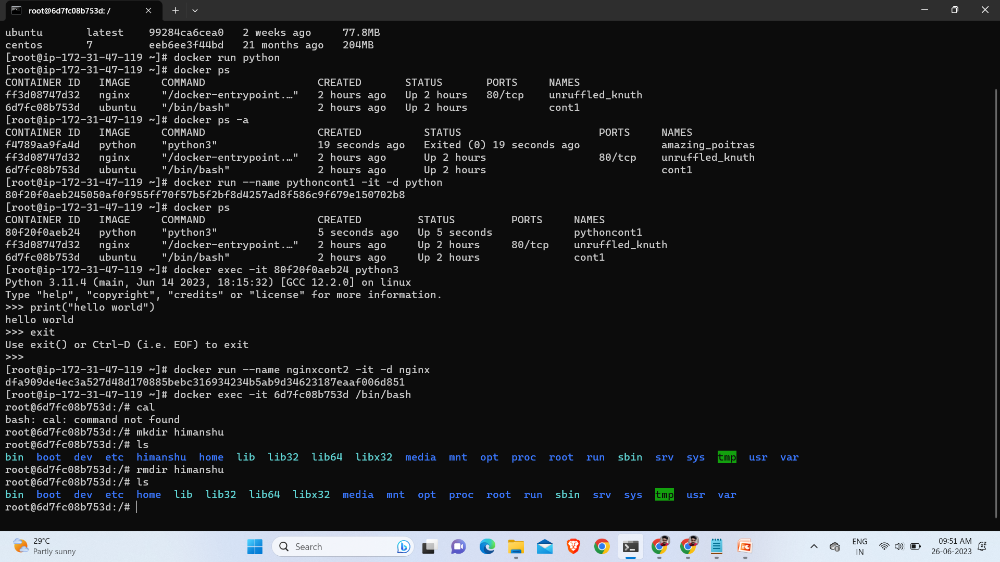 root@6d7fc08b753d: /
ubuntu       latest    99284ca6cea0   2 weeks ago     77.8MB
centos       7         eeb6ee3f44bd   21 months ago   204MB
[root@ip-172-31-47-119 ~]# docker run python
[root@ip-172-31-47-119 ~]# docker ps
CONTAINER ID   IMAGE     COMMAND                  CREATED       STATUS       PORTS     NAMES
ff3d08747d32   nginx     "/docker-entrypoint.…"   2 hours ago   Up 2 hours   80/tcp    unruffled_knuth
6d7fc08b753d   ubuntu    "/bin/bash"              2 hours ago   Up 2 hours             cont1
[root@ip-172-31-47-119 ~]# docker ps -a
CONTAINER ID   IMAGE     COMMAND                  CREATED          STATUS                      PORTS     NAMES
f4789aa9fa4d   python    "python3"                19 seconds ago   Exited (0) 19 seconds ago             amazing_poitras
ff3d08747d32   nginx     "/docker-entrypoint.…"   2 hours ago      Up 2 hours                  80/tcp    unruffled_knuth
6d7fc08b753d   ubuntu    "/bin/bash"              2 hours ago      Up 2 hours                            cont1
[root@ip-172-31-47-119 ~]# docker run --name pythoncont1 -it -d python
80f20f0aeb245050af0f955ff70f57b5f2bf8d4257ad8f586c9f679e150702b8
[root@ip-172-31-47-119 ~]# docker ps
CONTAINER ID   IMAGE     COMMAND                  CREATED         STATUS         PORTS     NAMES
80f20f0aeb24   python    "python3"                5 seconds ago   Up 5 seconds             pythoncont1
ff3d08747d32   nginx     "/docker-entrypoint.…"   2 hours ago     Up 2 hours     80/tcp    unruffled_knuth
6d7fc08b753d   ubuntu    "/bin/bash"              2 hours ago     Up 2 hours               cont1
[root@ip-172-31-47-119 ~]# docker exec -it 80f20f0aeb24 python3
Python 3.11.4 (main, Jun 14 2023, 18:15:32) [GCC 12.2.0] on linux
Type "help", "copyright", "credits" or "license" for more information.
>>> print("hello world")
hello world
>>> exit
Use exit() or Ctrl-D (i.e. EOF) to exit
>>>
[root@ip-172-31-47-119 ~]# docker run --name nginxcont2 -it -d nginx
dfa909de4ec3a527d48d170885bebc316934234b5ab9d34623187eaaf006d851
[root@ip-172-31-47-119 ~]# docker exec -it 6d7fc08b753d /bin/bash
root@6d7fc08b753d:/# cal
bash: cal: command not found
root@6d7fc08b753d:/# mkdir himanshu
root@6d7fc08b753d:/# ls
bin  boot  dev  etc  himanshu  home  lib  lib32  lib64  libx32  media  mnt  opt  proc  root  run  sbin  srv  sys  tmp  usr  var
root@6d7fc08b753d:/# rmdir himanshu
root@6d7fc08b753d:/# ls
bin  boot  dev  etc  home  lib  lib32  lib64  libx32  media  mnt  opt  proc  root  run  sbin  srv  sys  tmp  usr  var
root@6d7fc08b753d:/#
29°C
Partly sunny
Search
ENG
IN
09:51 AM
26-06-2023